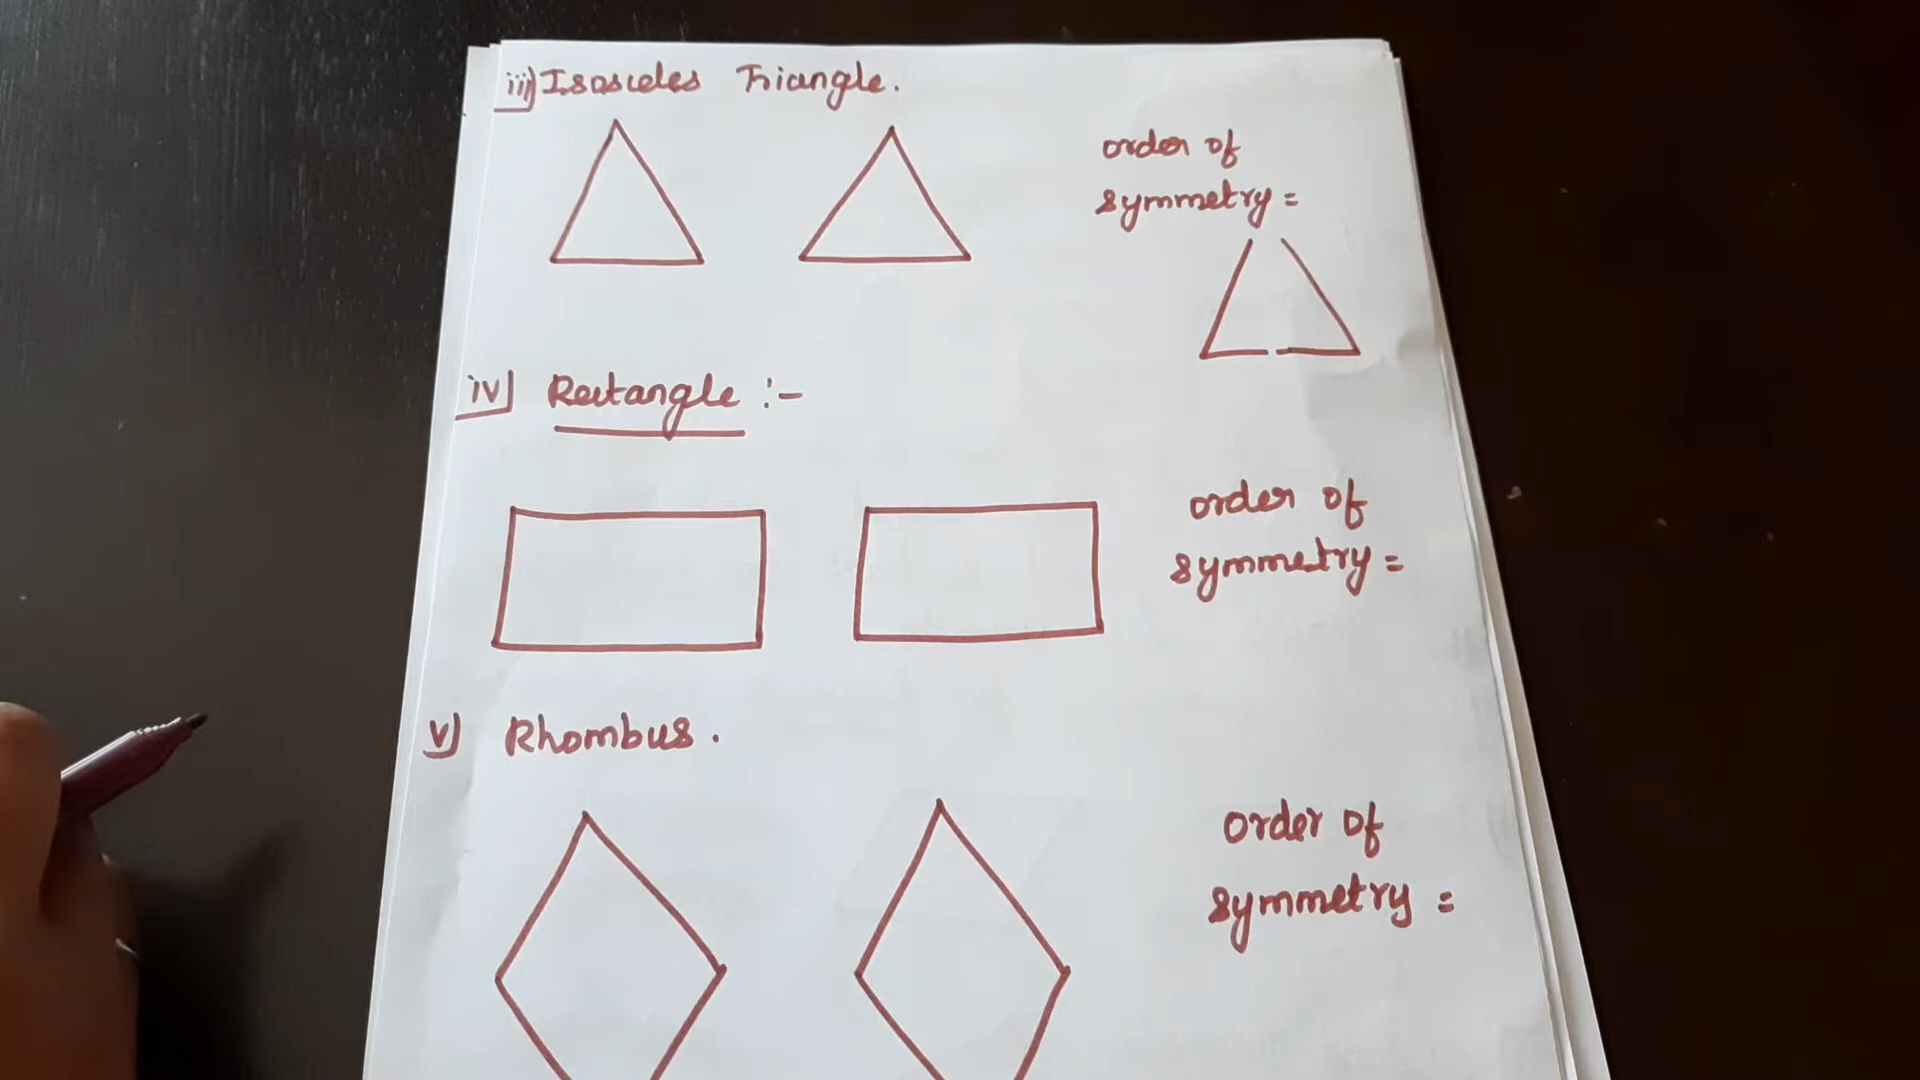 iii) Isosceles Triangle.
order of
symmetry =
iv) Rectangle :-
order of
symmetry =
v) Rhombus.
order of
symmetry =